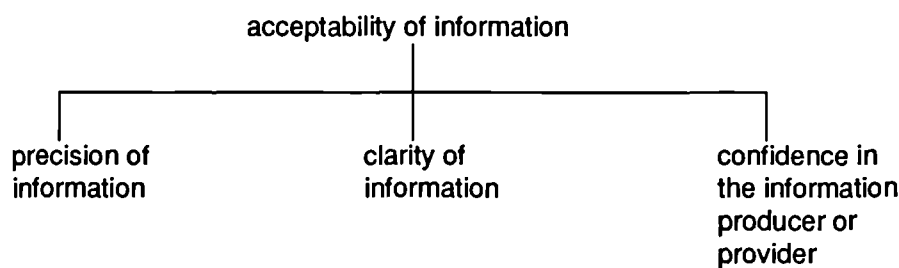 acceptability of information
precision of
information
clarity of
information
confidence in
the information
producer or
provider